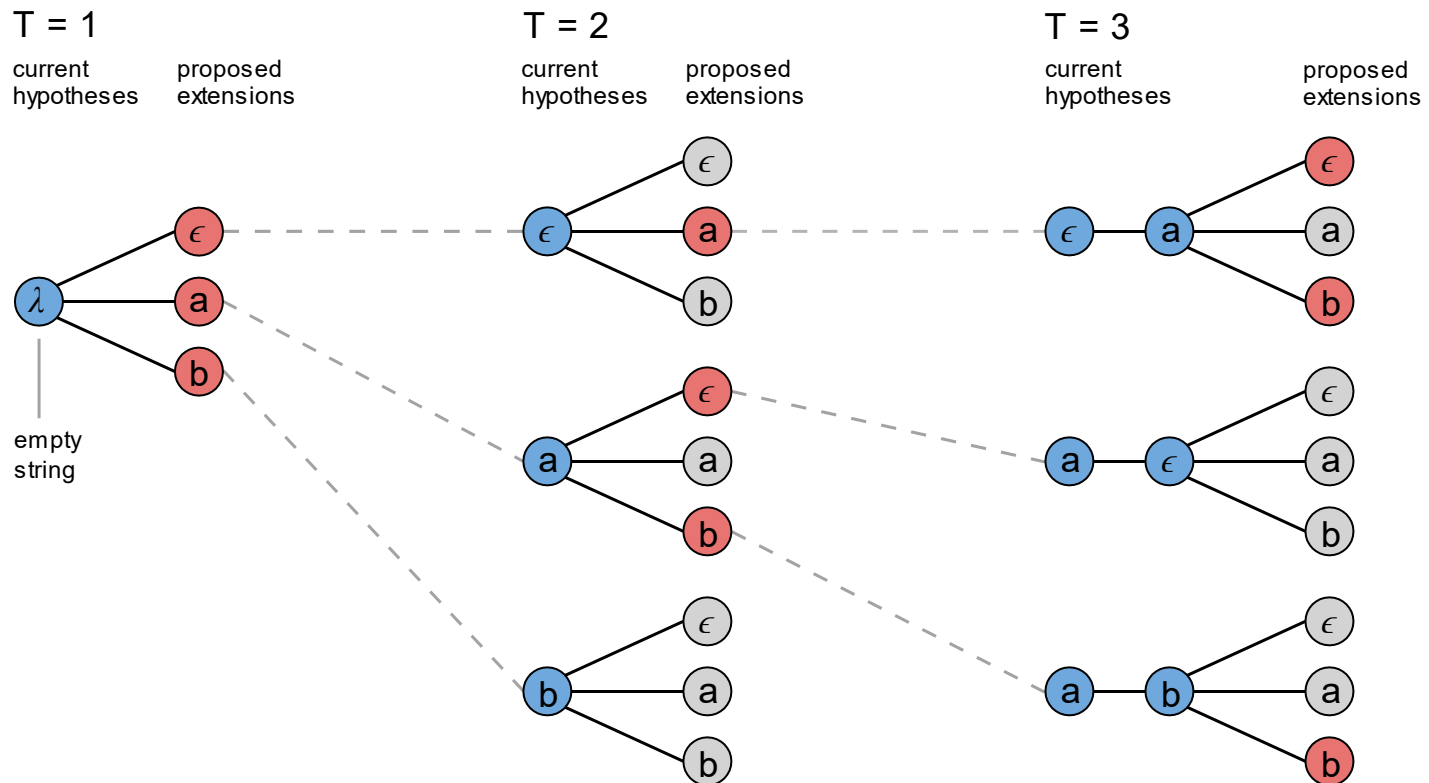 T = 1
current hypotheses
proposed extensions
λ
ϵ
a
b
empty string
T = 2
current hypotheses
proposed extensions
ϵ
ϵ
a
b
a
ϵ
a
b
b
ϵ
a
b
T = 3
current hypotheses
proposed extensions
ϵ
a
ϵ
a
b
a
ϵ
ϵ
a
b
a
b
ϵ
a
b